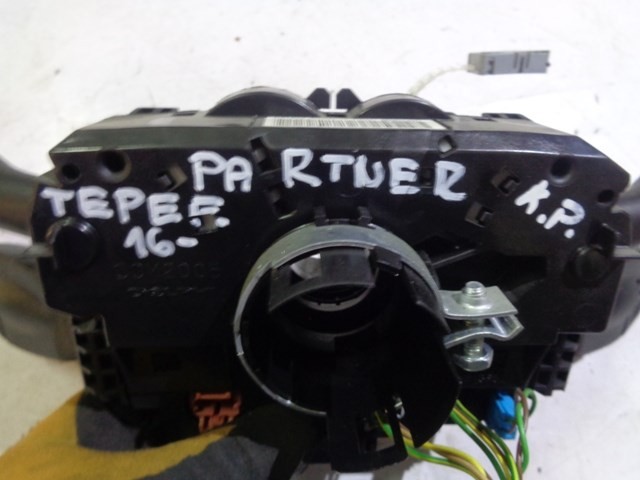 PARTNER
TEPEE K.P.
16-